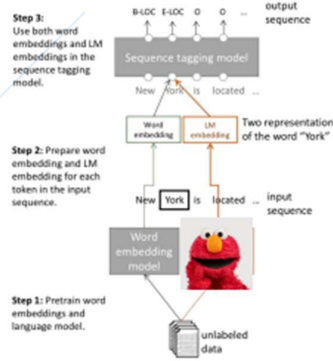 Step 3:
Use both word
embeddings and LM
embeddings in the
sequence tagging
model.
B-LOC E-LOC O O ...
output
sequence
Sequence tagging model
New York is located ...
Word
embedding
LM
embedding
Two representation
of the word "York"
Step 2: Prepare word
embedding and LM
embedding for each
token in the input
sequence.
New York is located ...
input
sequence
Word
embedding
model
Step 1: Pretrain word
embeddings and
language model.
unlabeled
data